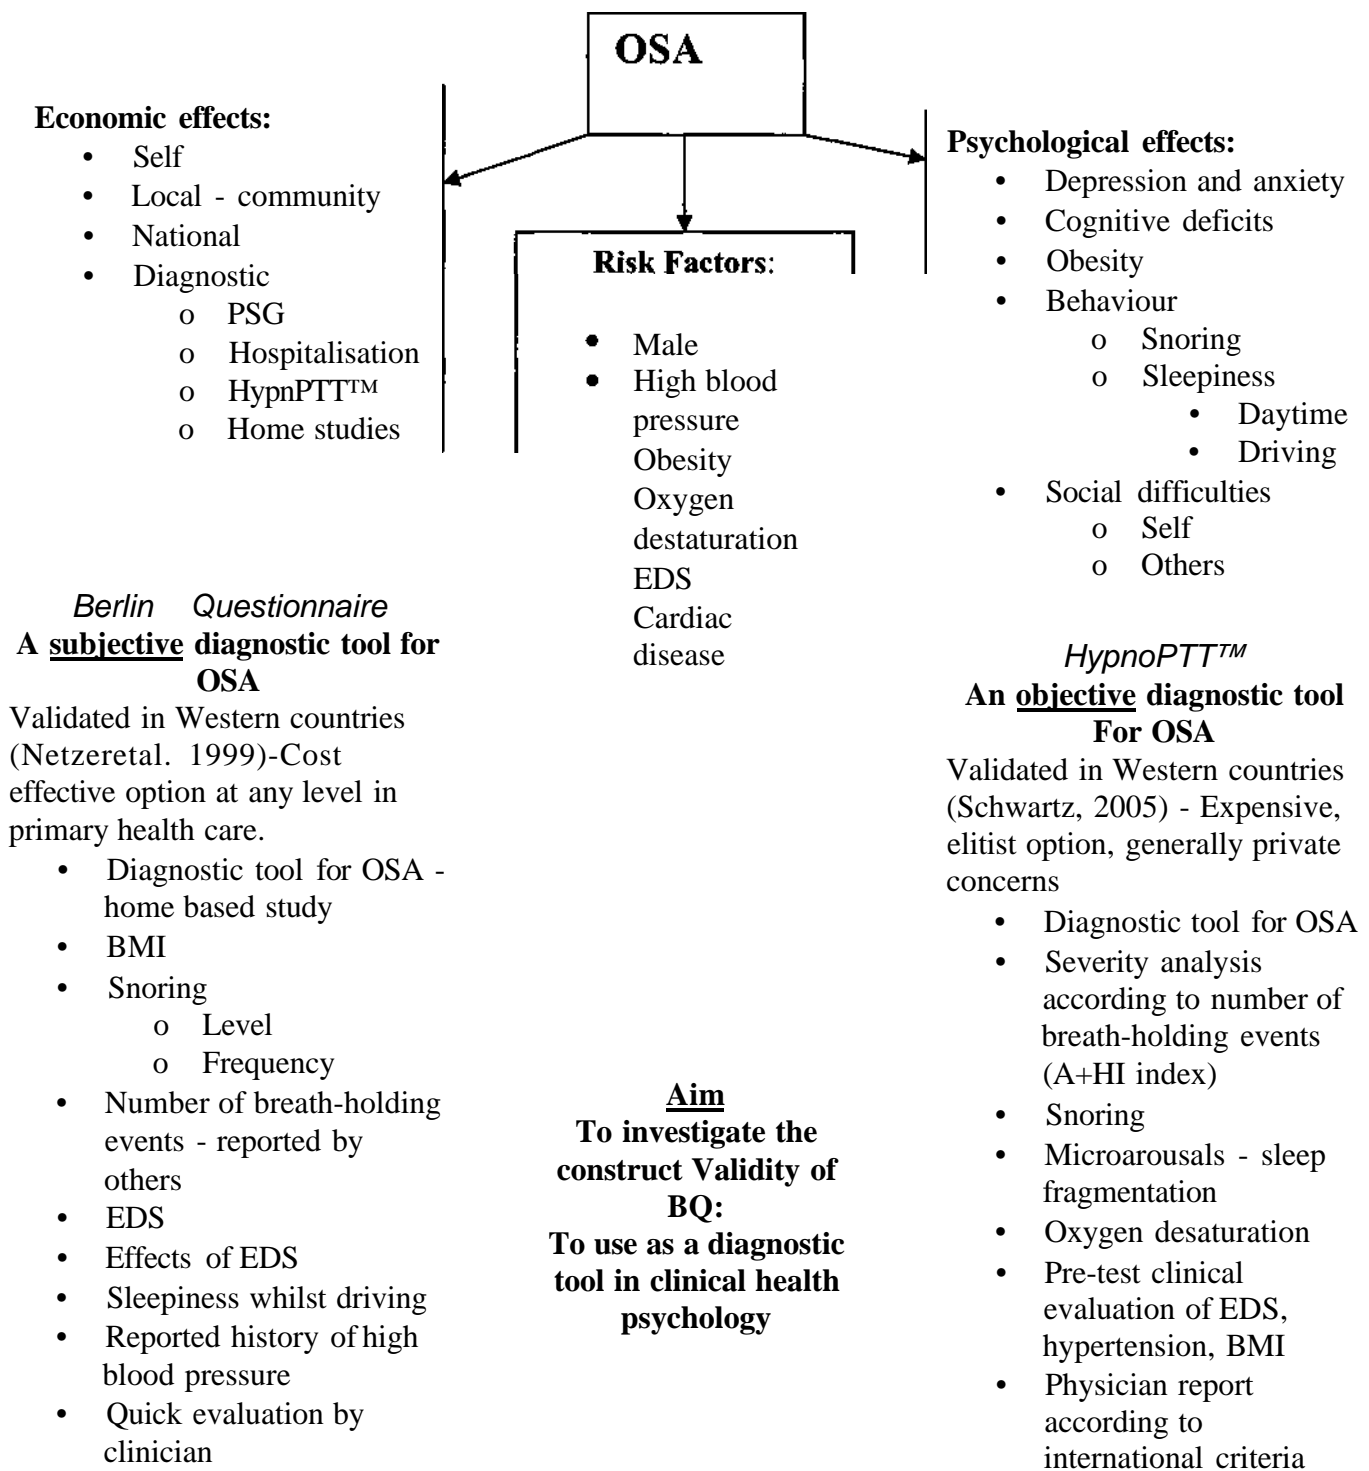 OSA
Economic effects:
• Self
• Local - community
• National
• Diagnostic
o PSG
o Hospitalisation
o HypnPTT™
o Home studies
Risk Factors:
• Male
• High blood
pressure
Obesity
Oxygen
destaturation
EDS
Cardiac
disease
Psychological effects:
• Depression and anxiety
• Cognitive deficits
• Obesity
• Behaviour
o Snoring
o Sleepiness
• Daytime
• Driving
• Social difficulties
o Self
o Others
Berlin Questionnaire
A subjective diagnostic tool for
OSA
Validated in Western countries
(Netzeretal. 1999)-Cost
effective option at any level in
primary health care.
• Diagnostic tool for OSA -
home based study
• BMI
• Snoring
o Level
o Frequency
• Number of breath-holding
events - reported by
others
• EDS
• Effects of EDS
• Sleepiness whilst driving
• Reported history of high
blood pressure
• Quick evaluation by
clinician
Aim
To investigate the
construct Validity of
BQ:
To use as a diagnostic
tool in clinical health
psychology
HypnoPTT™
An objective diagnostic tool
For OSA
Validated in Western countries
(Schwartz, 2005) - Expensive,
elitist option, generally private
concerns
• Diagnostic tool for OSA
• Severity analysis
according to number of
breath-holding events
(A+HI index)
• Snoring
• Microarousals - sleep
fragmentation
• Oxygen desaturation
• Pre-test clinical
evaluation of EDS,
hypertension, BMI
• Physician report
according to
international criteria